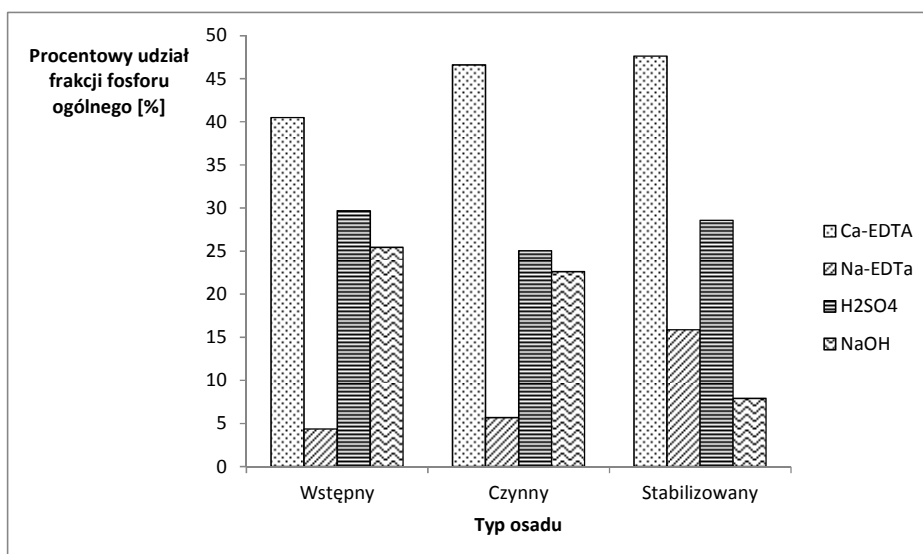 Procentowy udział
frakcji fosforu
ogólnego [%]
50
45
40
35
30
25
20
15
10
5
0
Wstępny
Czynny
Stabilizowany
Typ osadu
Ca-EDTA
Na-EDTa
H2SO4
NaOH